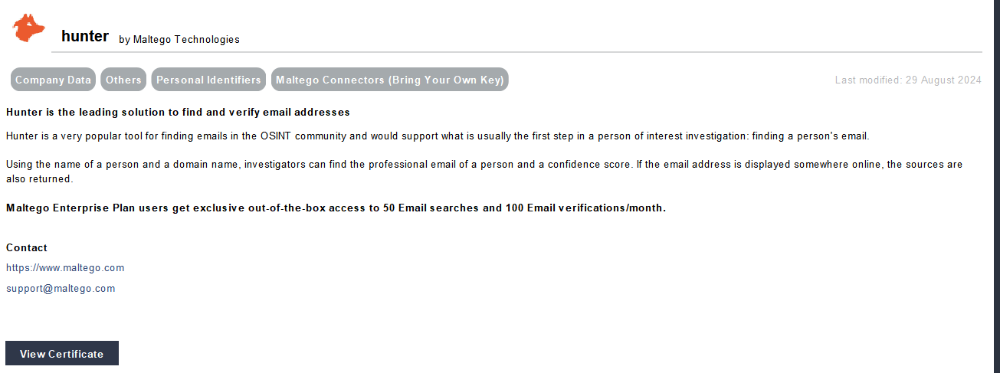 hunter by Maltego Technologies
Company Data Others Personal Identifiers Maltego Connectors (Bring Your Own Key) Last modified: 29 August 2024
Hunter is the leading solution to find and verify email addresses
Hunter is a very popular tool for finding emails in the OSINT community and would support what is usually the first step in a person of interest investigation: finding a person's email.
Using the name of a person and a domain name, investigators can find the professional email of a person and a confidence score. If the email address is displayed somewhere online, the sources are
also returned.
Maltego Enterprise Plan users get exclusive out-of-the-box access to 50 Email searches and 100 Email verifications/month.
Contact
https://www.maltego.com
support@maltego.com
View Certificate